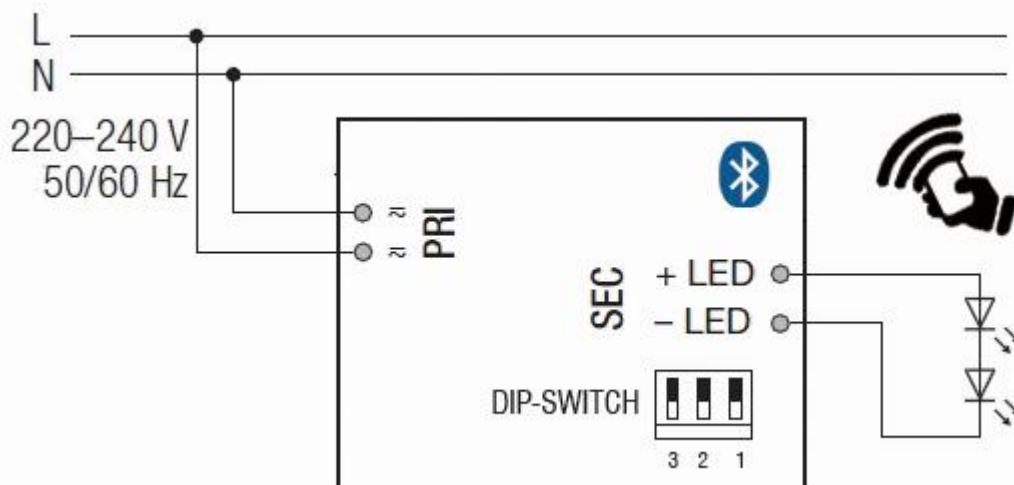 L
N
220–240 V
50/60 Hz
≂
≂
PRI
SEC
+ LED
– LED
DIP-SWITCH
3 2 1